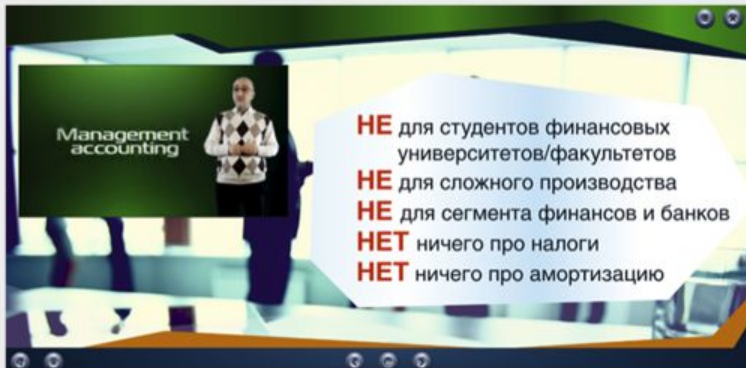 Management
accounting
НЕ для студентов финансовых
университетов/факультетов
НЕ для сложного производства
НЕ для сегмента финансов и банков
НЕТ ничего про налоги
НЕТ ничего про амортизацию